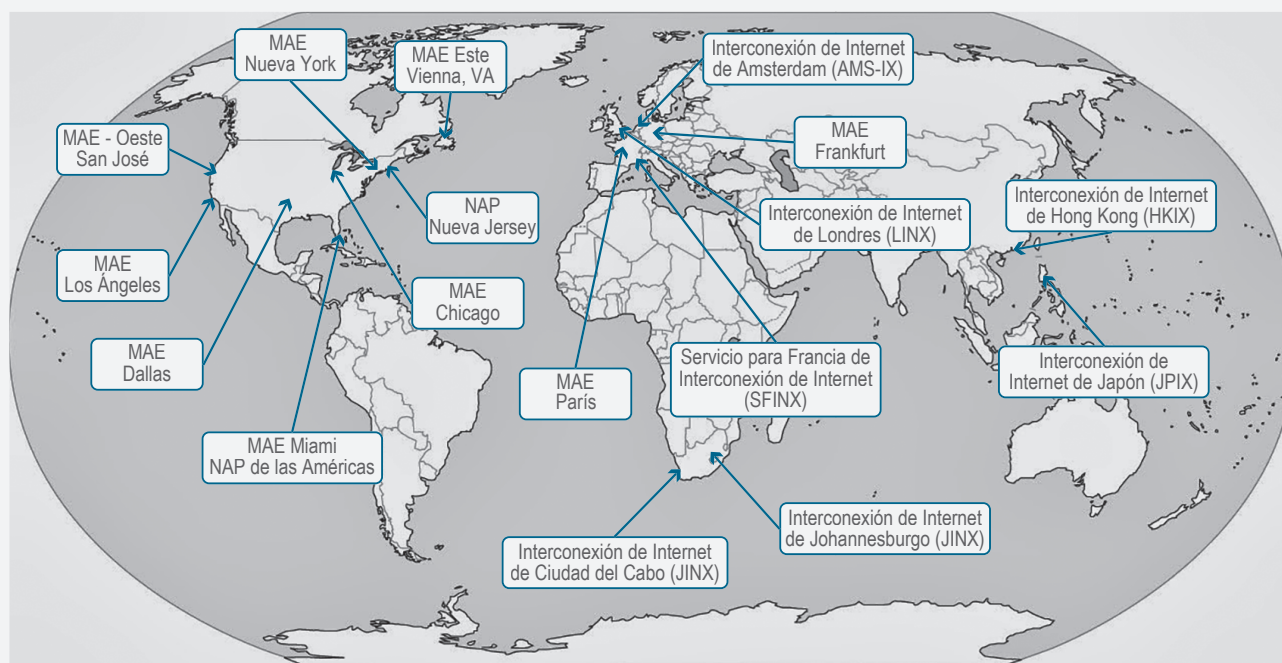 MAE
Nueva York
MAE Este
Vienna, VA
Interconexión de Internet
de Amsterdam (AMS-IX)
MAE - Oeste
San José
MAE
Frankfurt
NAP
Nueva Jersey
Interconexión de Internet
de Londres (LINX)
Interconexión de Internet
de Hong Kong (HKIX)
MAE
Los Ángeles
MAE
Chicago
MAE
Dallas
MAE
París
Servicio para Francia de
Interconexión de Internet
(SFINX)
Interconexión de
Internet de Japón (JPIX)
MAE Miami
NAP de las Américas
Interconexión de Internet
de Ciudad del Cabo (JINX)
Interconexión de Internet
de Johannesburgo (JINX)